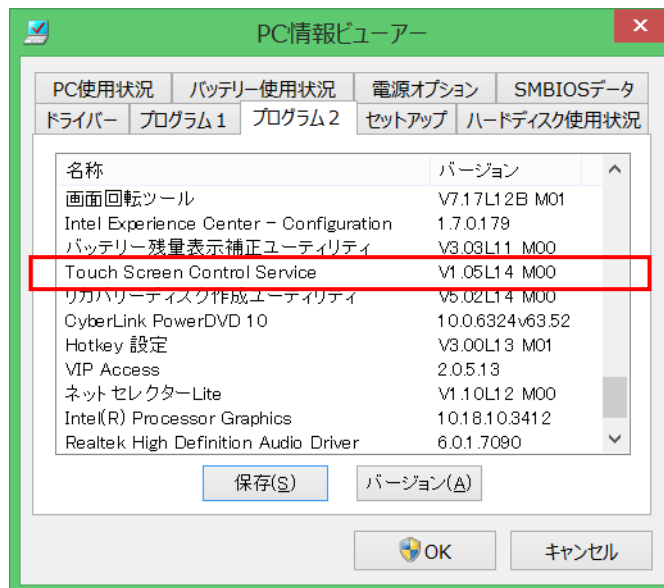 PC情報ビューアー
PC使用状況 バッテリー使用状況 電源オプション SMBIOSデータ
ドライバー プログラム1 プログラム2 セットアップ ハードディスク使用状況
名称 バージョン
画面回転ツール V7.17L12B M01
Intel Experience Center - Configuration 1.7.0.179
バッテリー残量表示補正ユーティリティ V3.03L11 M00
Touch Screen Control Service V1.05L14 M00
リカバリーディスク作成ユーティリティ V5.02L14 M00
CyberLink PowerDVD 10 10.0.6324v63.52
Hotkey 設定 V3.00L13 M01
VIP Access 2.0.5.13
ネットセレクターLite V1.10L12 M00
Intel(R) Processor Graphics 10.18.10.3412
Realtek High Definition Audio Driver 6.0.1.7090
保存(S) バージョン(A)
OK キャンセル